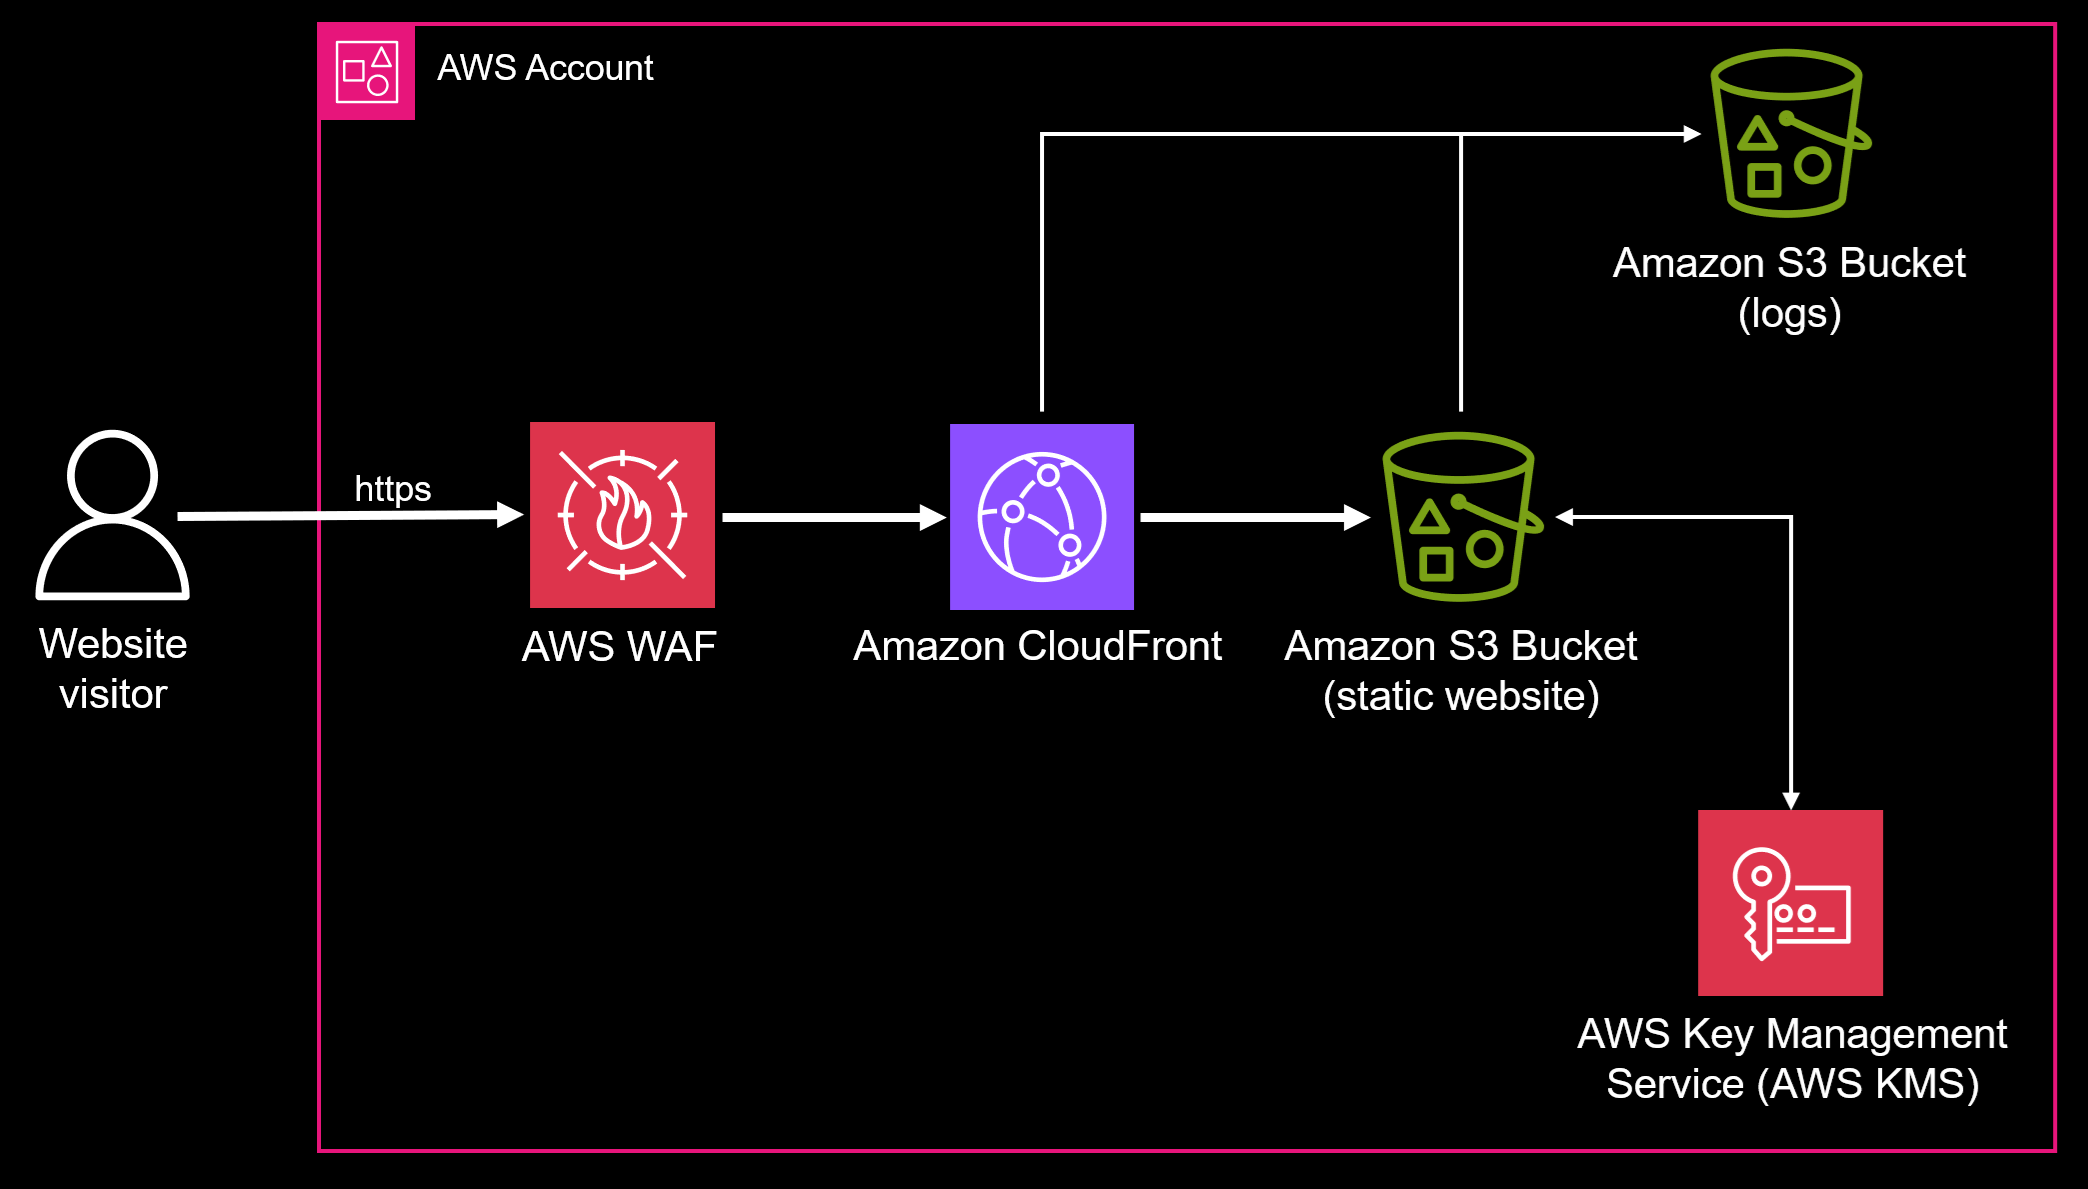 AWS Account
Amazon S3 Bucket
(logs)
https
Website
visitor
AWS WAF
Amazon CloudFront
Amazon S3 Bucket
(static website)
AWS Key Management
Service (AWS KMS)